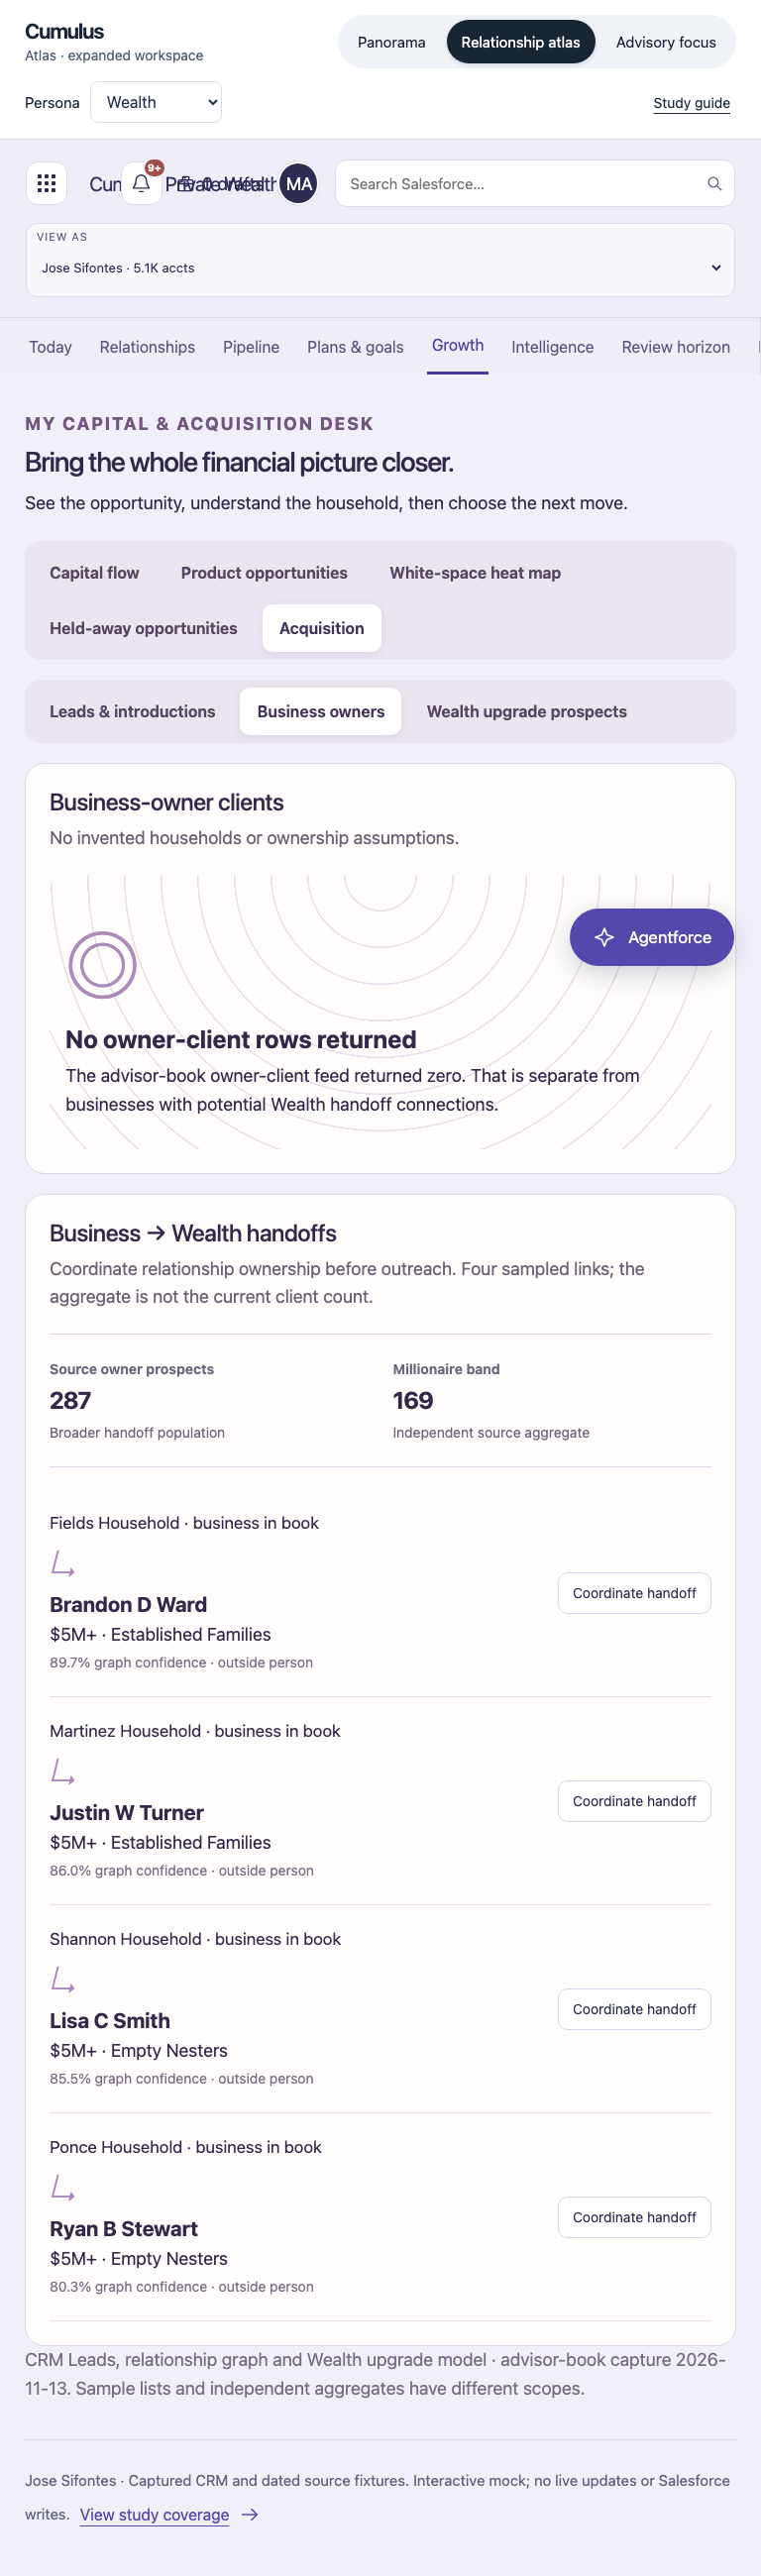 Cumulus
Atlas · expanded workspace
Panorama
Relationship atlas
Advisory focus
Persona
Wealth
Study guide
9+
Private Wealth
MA
Search Salesforce...
VIEW AS
Jose Sifontes · 5.1K accts
Today
Relationships
Pipeline
Plans & goals
Growth
Intelligence
Review horizon
MY CAPITAL & ACQUISITION DESK
Bring the whole financial picture closer.
See the opportunity, understand the household, then choose the next move.
Capital flow
Product opportunities
White-space heat map
Held-away opportunities
Acquisition
Leads & introductions
Business owners
Wealth upgrade prospects
Business-owner clients
No invented households or ownership assumptions.
Agentforce
No owner-client rows returned
The advisor-book owner-client feed returned zero. That is separate from
businesses with potential Wealth handoff connections.
Business → Wealth handoffs
Coordinate relationship ownership before outreach. Four sampled links; the
aggregate is not the current client count.
Source owner prospects
287
Broader handoff population
Millionaire band
169
Independent source aggregate
Fields Household · business in book
Brandon D Ward
$5M+ · Established Families
89.7% graph confidence · outside person
Coordinate handoff
Martinez Household · business in book
Justin W Turner
$5M+ · Established Families
86.0% graph confidence · outside person
Coordinate handoff
Shannon Household · business in book
Lisa C Smith
$5M+ · Empty Nesters
85.5% graph confidence · outside person
Coordinate handoff
Ponce Household · business in book
Ryan B Stewart
$5M+ · Empty Nesters
80.3% graph confidence · outside person
Coordinate handoff
CRM Leads, relationship graph and Wealth upgrade model · advisor-book capture 2026-
11-13. Sample lists and independent aggregates have different scopes.
Jose Sifontes · Captured CRM and dated source fixtures. Interactive mock; no live updates or Salesforce
writes. View study coverage →